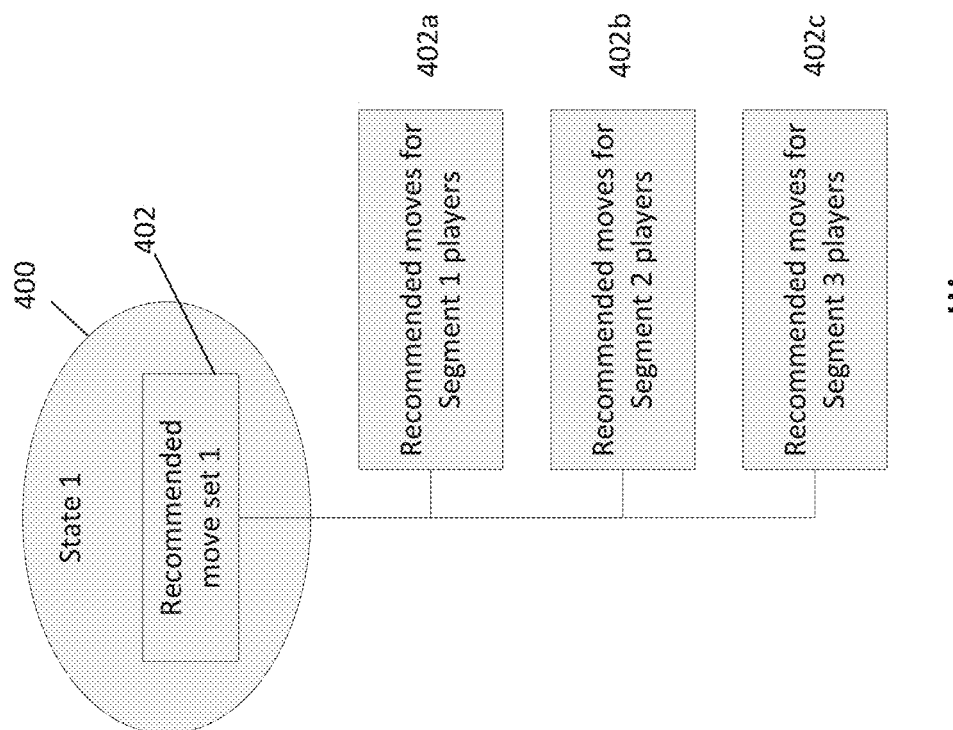 400
State 1
402
Recommended
move set 1
Recommended moves for
Segment 1 players
402a
Recommended moves for
Segment 2 players
402b
Recommended moves for
Segment 3 players
402c
...